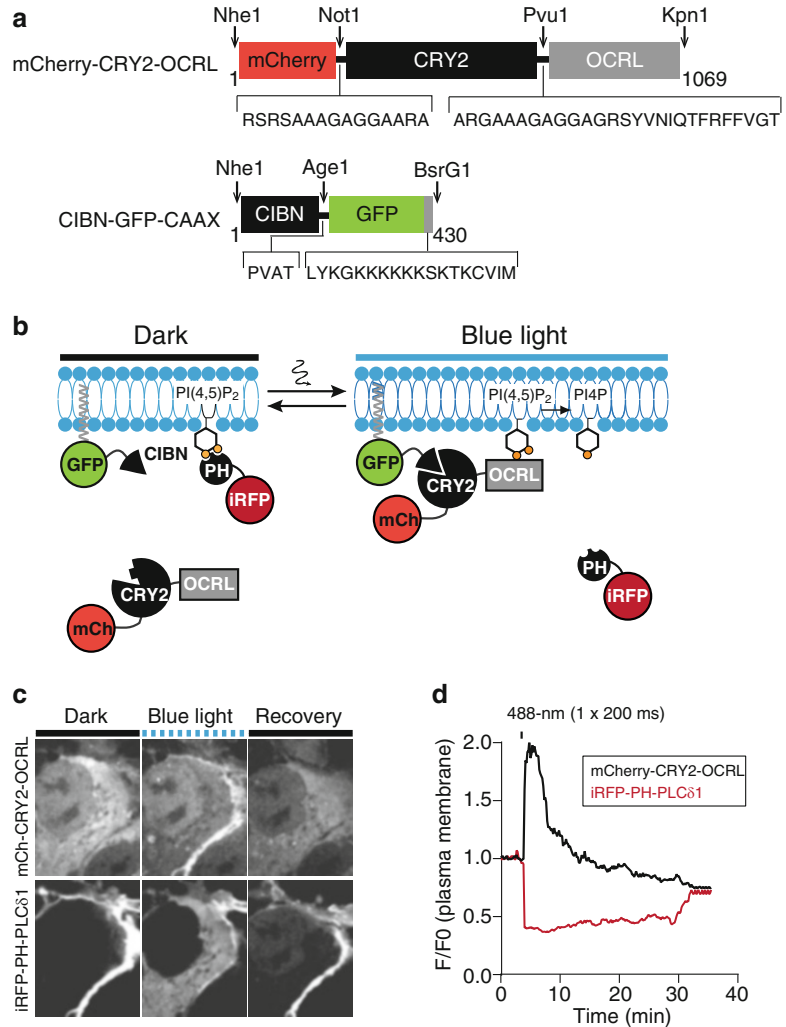 a
Nhe1 Not1 Pvu1 Kpn1
mCherry-CRY2-OCRL mCherry CRY2 OCRL
1 1069
RSRSAAAGAGGAARA ARGAAAGAGGAGRSYVNIQTFRFFVGT
Nhe1 Age1 BsrG1
CIBN-GFP-CAAX CIBN GFP
1 430
PVAT LYKGKKKKKKSKTKCVIM
b
Dark Blue light
PI(4,5)P2 PI(4,5)P2 PI4P
GFP CIBN PH iRFP
GFP CRY2 OCRL
mCh
CRY2 OCRL
mCh
PH
iRFP
c
Dark Blue light Recovery
mCh-CRY2-OCRL
iRFP-PH-PLCδ1
d
488-nm (1 x 200 ms)
mCherry-CRY2-OCRL
iRFP-PH-PLCδ1
F/F0 (plasma membrane)
2.0
1.5
1.0
0.5
0.0
0 10 20 30 40
Time (min)